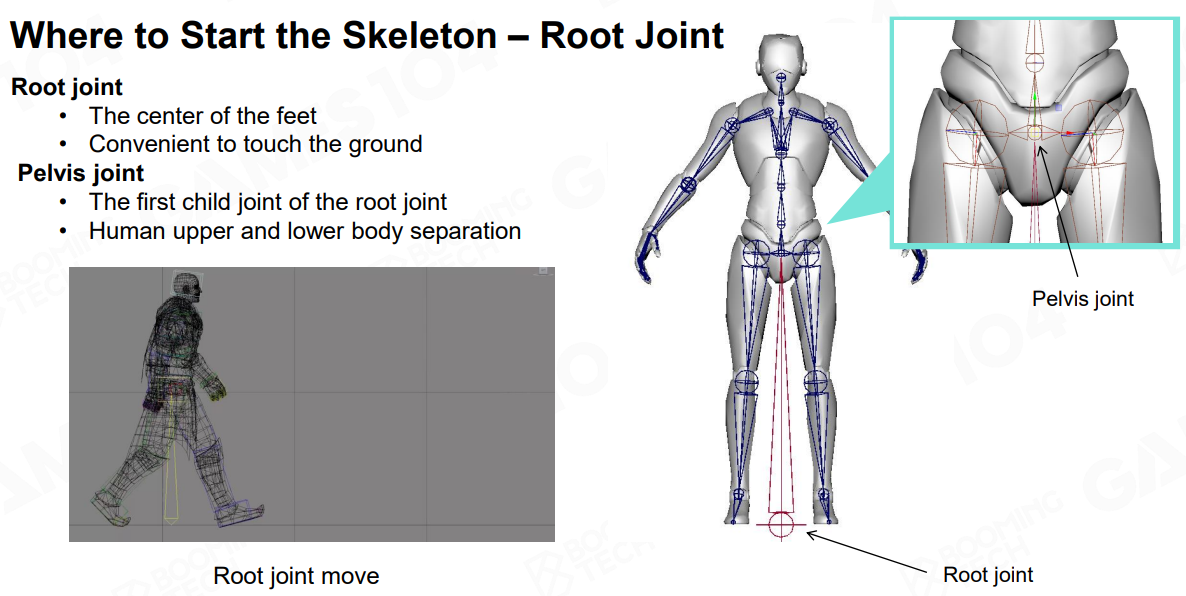 Where to Start the Skeleton – Root Joint
Root joint
• The center of the feet
• Convenient to touch the ground
Pelvis joint
• The first child joint of the root joint
• Human upper and lower body separation
Pelvis joint
Root joint move
Root joint